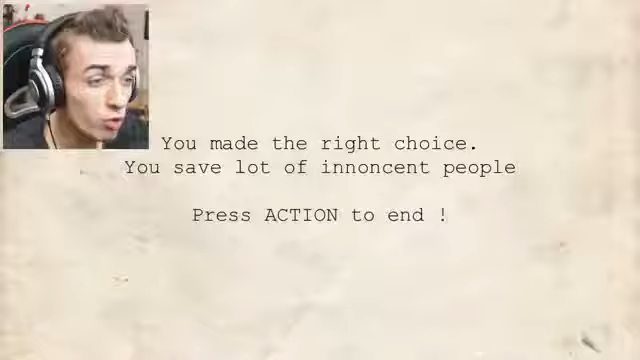 You made the right choice.
You save lot of innoncent people
Press ACTION to end !